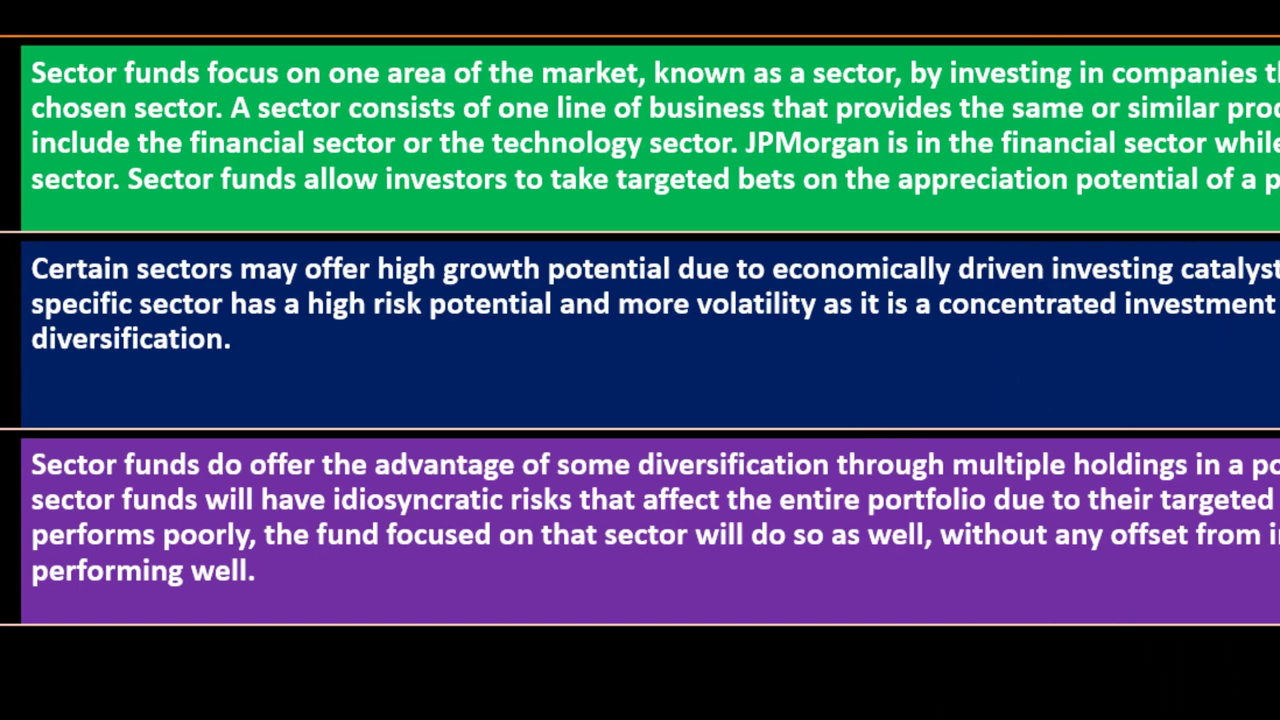 Sector funds focus on one area of the market, known as a sector, by investing in companies
chosen sector. A sector consists of one line of business that provides the same or similar
include the financial sector or the technology sector. JPMorgan is in the financial sector while
sector. Sector funds allow investors to take targeted bets on the appreciation potential of a
Certain sectors may offer high growth potential due to economically driven investing
specific sector has a high risk potential and more volatility as it is a concentrated investment
diversification.
Sector funds do offer the advantage of some diversification through multiple holdings in a
sector funds will have idiosyncratic risks that affect the entire portfolio due to their targeted
performs poorly, the fund focused on that sector will do so as well, without any offset from
performing well.